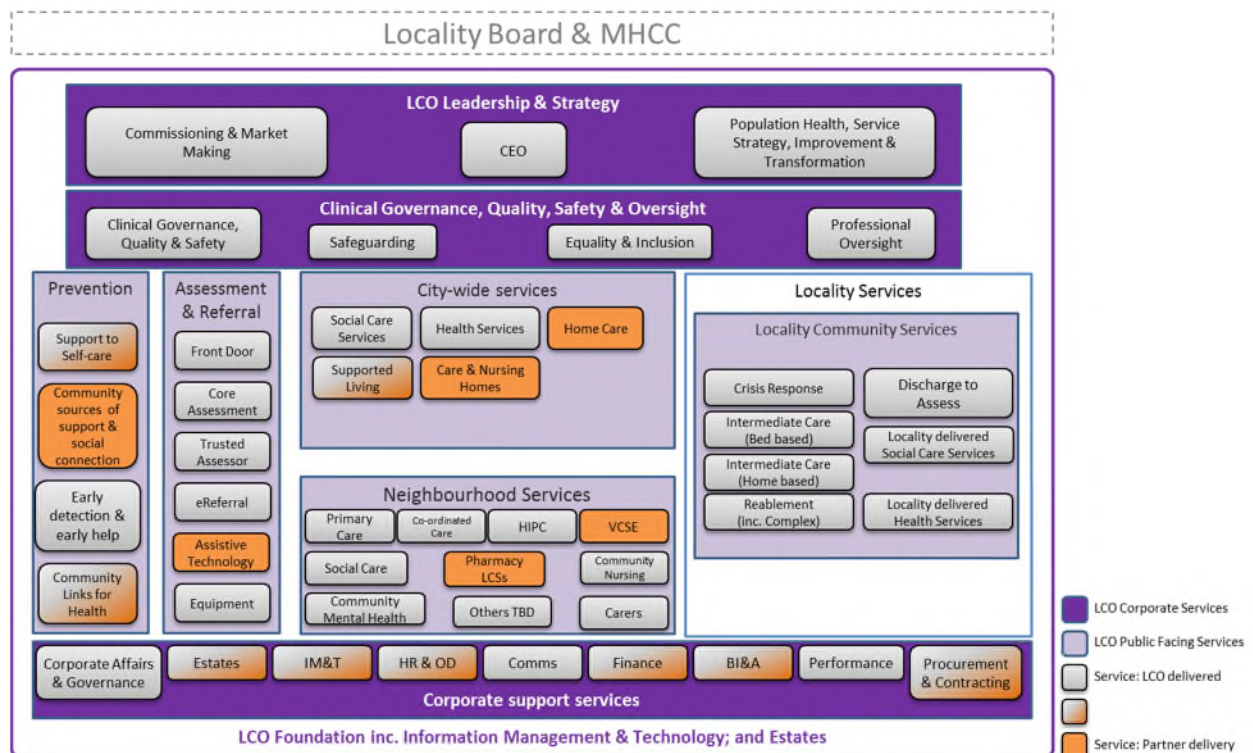 Locality Board & MHCC
LCO Leadership & Strategy
Commissioning & Market
Making
CEO
Population Health, Service
Strategy, Improvement &
Transformation
Clinical Governance, Quality, Safety & Oversight
Clinical Governance,
Quality & Safety
Safeguarding
Equality & Inclusion
Professional
Oversight
Prevention
Support to
Self-care
Community
sources of
support &
social
connection
Early
detection &
early help
Community
Links for
Health
Assessment
& Referral
Front Door
Core
Assessment
Trusted
Assessor
eReferral
Assistive
Technology
Equipment
City-wide services
Social Care
Services
Health Services
Home Care
Supported
Living
Care & Nursing
Homes
Neighbourhood Services
Primary
Care
Co-ordinated
Care
HIPC
VCSE
Social Care
Pharmacy
LCSs
Community
Nursing
Community
Mental Health
Others TBD
Carers
Locality Services
Locality Community Services
Crisis Response
Discharge to
Assess
Intermediate Care
(Bed based)
Locality delivered
Social Care Services
Intermediate Care
(Home based)
Reablement
(Inc. Complex)
Locality delivered
Health Services
Corporate Affairs
& Governance
Estates
IM&T
HR & OD
Comms
Finance
BI&A
Performance
Procurement
& Contracting
Corporate support services
LCO Foundation inc. Information Management & Technology; and Estates
LCO Corporate Services
LCO Public Facing Services
Service: LCO delivered
Service: Partner delivery